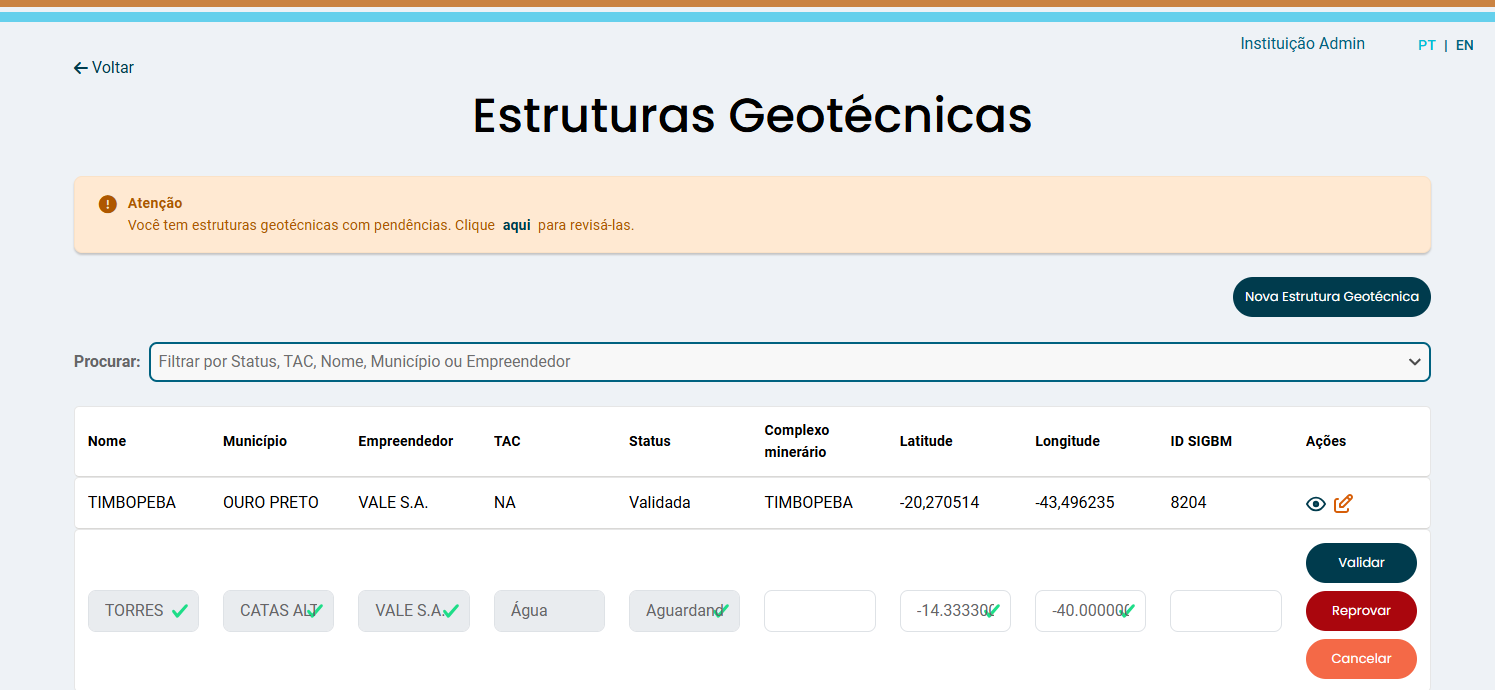 Instituição Admin PT | EN
Voltar
Estruturas Geotécnicas
Atenção
Você tem estruturas geotécnicas com pendências. Clique aqui para revisá-las.
Nova Estrutura Geotécnica
Procurar: Filtrar por Status, TAC, Nome, Município ou Empreendedor
Nome Município Empreendedor TAC Status Complexo minerário Latitude Longitude ID SIGBM Ações
TIMBOPEBA OURO PRETO VALE S.A. NA Validada TIMBOPEBA -20,270514 -43,496235 8204
Validar
TORRES CATAS ALT VALE S.A. Água Aguardand -14.333300 -40.000000 Reprovar
Cancelar